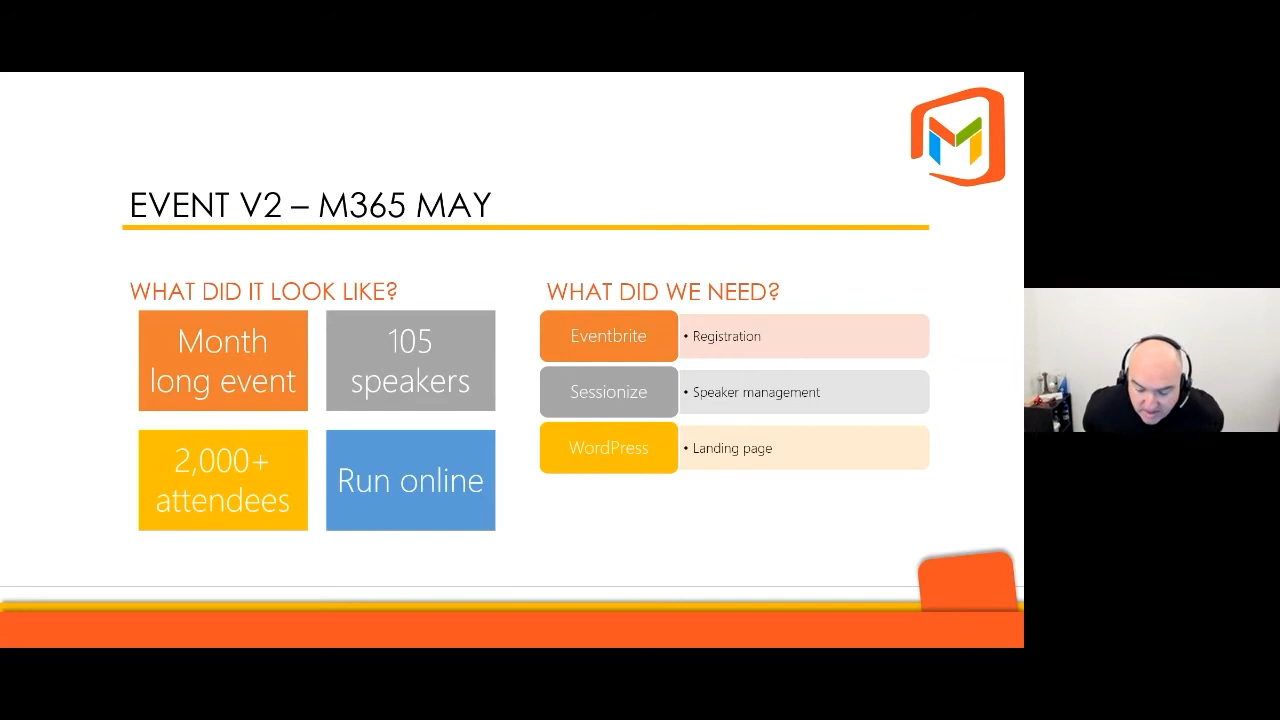 EVENT V2 – M365 MAY
WHAT DID IT LOOK LIKE?
Month
long event
105
speakers
2,000+
attendees
Run online
WHAT DID WE NEED?
Eventbrite
• Registration
Sessionize
• Speaker management
WordPress
• Landing page